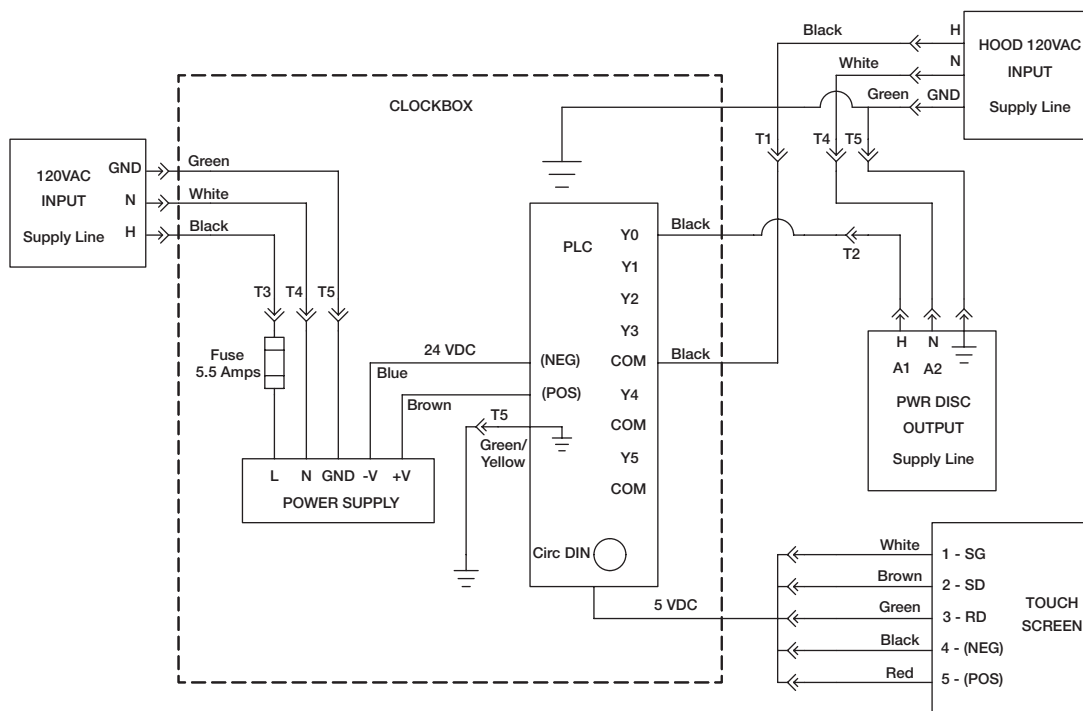 Black
H
HOOD 120VAC
INPUT
Supply Line
White
N
Green
GND
CLOCKBOX
T1
T4
T5
120VAC
INPUT
Supply Line
GND
Green
N
White
H
Black
PLC
Y0
Black
T2
Y1
Y2
Y3
COM
Black
Y4
COM
Y5
COM
T3
T4
T5
Fuse
5.5 Amps
24 VDC
(NEG)
Blue
(POS)
Brown
T5
Green/
Yellow
H
N
A1
A2
PWR DISC
OUTPUT
Supply Line
L
N
GND
-V
+V
POWER SUPPLY
Circ DIN
5 VDC
White
1 - SG
Brown
2 - SD
Green
3 - RD
Black
4 - (NEG)
Red
5 - (POS)
TOUCH
SCREEN